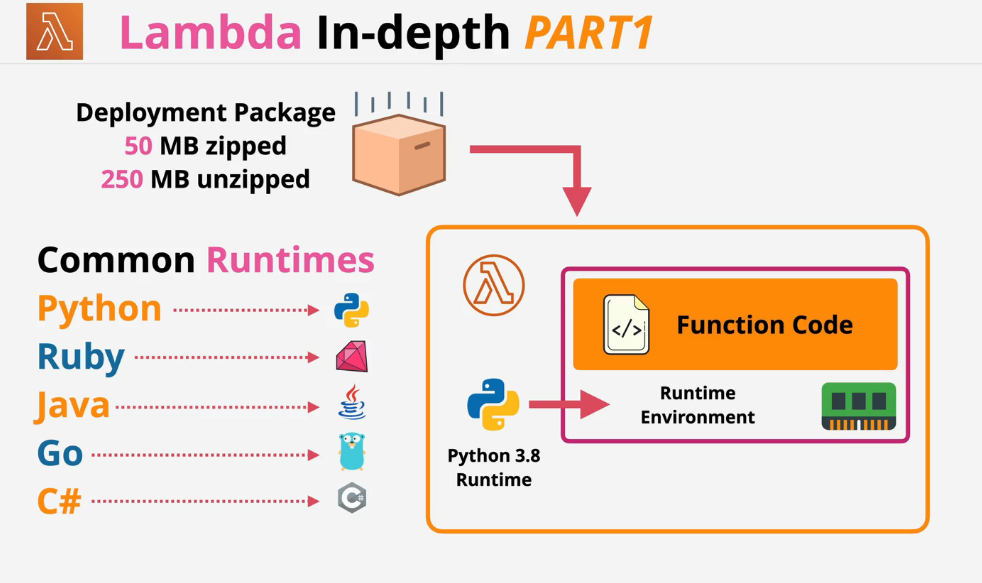 Lambda In-depth PART1
Deployment Package
50 MB zipped
250 MB unzipped
Common Runtimes
Python
Ruby
Java
Go
C#
</> Function Code
Runtime
Environment
Python 3.8
Runtime